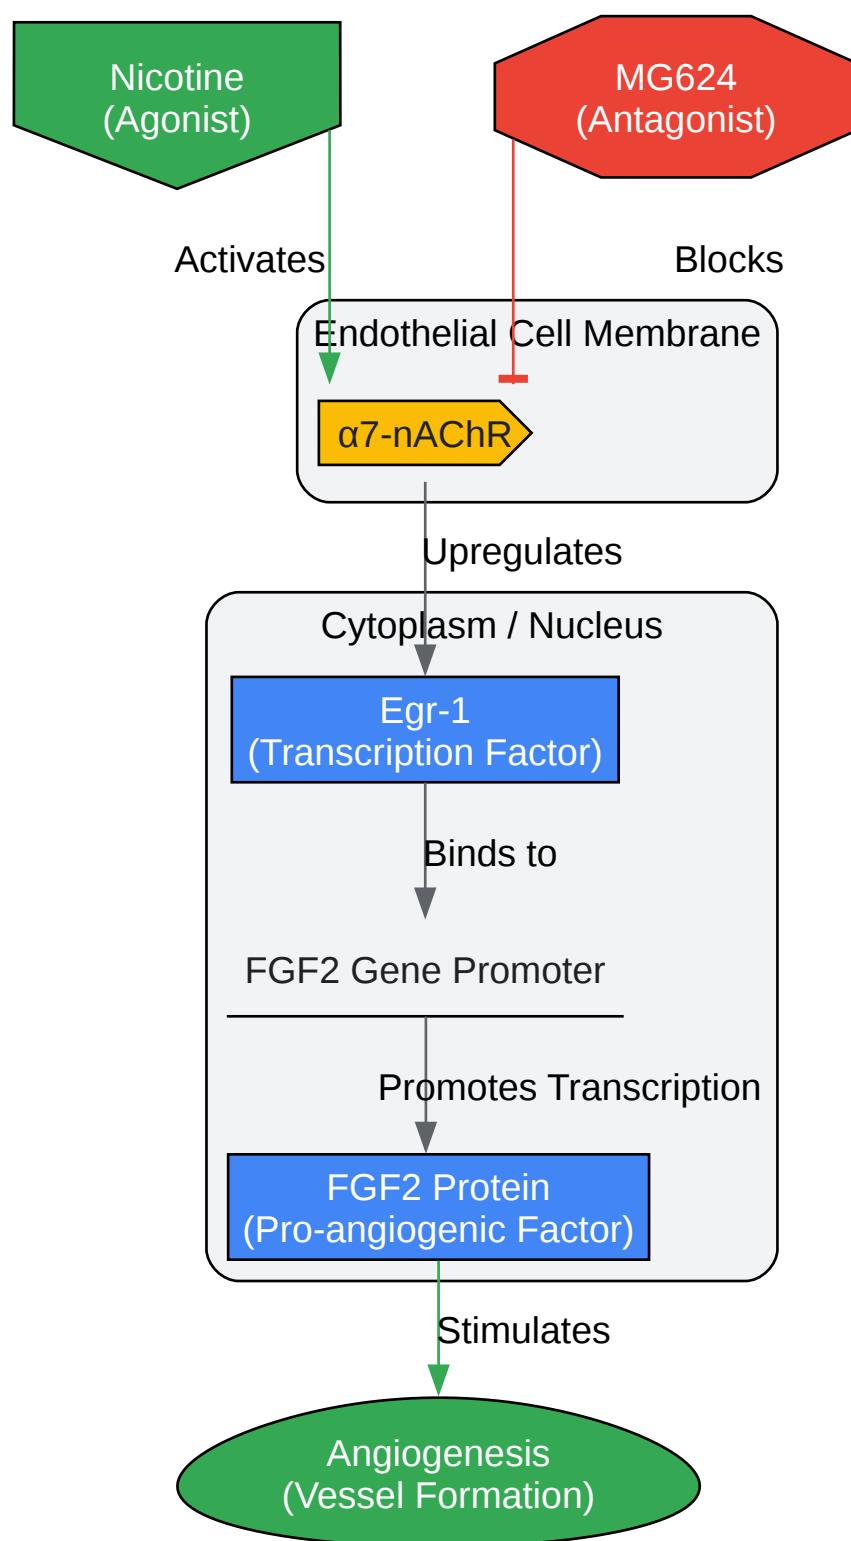 Nicotine
(Agonist)
MG624
(Antagonist)
Activates
Blocks
Endothelial Cell Membrane
α7-nAChR
Upregulates
Cytoplasm / Nucleus
Egr-1
(Transcription Factor)
Binds to
FGF2 Gene Promoter
Promotes Transcription
FGF2 Protein
(Pro-angiogenic Factor)
Stimulates
Angiogenesis
(Vessel Formation)